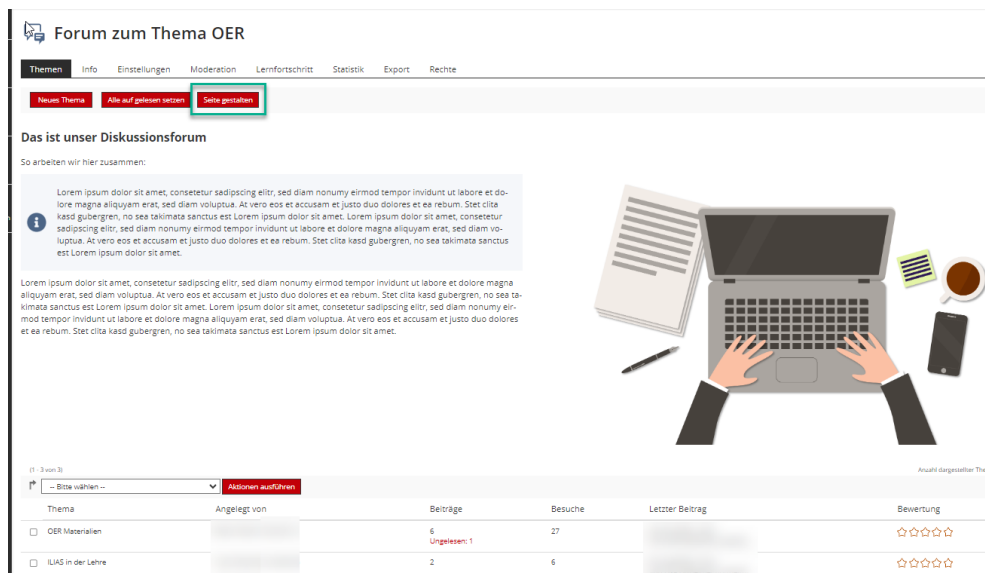 Forum zum Thema OER
Themen Info Einstellungen Moderation Lernfortschritt Statistik Export Rechte
Neues Thema Alle auf gelesen setzen Seite gestalten
Das ist unser Diskussionsforum
So arbeiten wir hier zusammen:
Lorem ipsum dolor sit amet, consetetur sadipscing elitr, sed diam nonumy eirmod tempor invidunt ut labore et do-
lore magna aliquyam erat, sed diam voluptua. At vero eos et accusam et justo duo dolores et ea rebum. Stet clita
kasd gubergren, no sea takimata sanctus est Lorem ipsum dolor sit amet. Lorem ipsum dolor sit amet, consetetur
sadipscing elitr, sed diam nonumy eirmod tempor invidunt ut labore et dolore magna aliquyam erat, sed diam vo-
luptua. At vero eos et accusam et justo duo dolores et ea rebum. Stet clita kasd gubergren, no sea takimata sanctus
est Lorem ipsum dolor sit amet.
Lorem ipsum dolor sit amet, consetetur sadipscing elitr, sed diam nonumy eirmod tempor invidunt ut labore et dolore magna
aliquyam erat, sed diam voluptua. At vero eos et accusam et justo duo dolores et ea rebum. Stet clita kasd gubergren, no sea ta-
kimata sanctus est Lorem ipsum dolor sit amet. Lorem ipsum dolor sit amet, consetetur sadipscing elitr, sed diam nonumy eir-
mod tempor invidunt ut labore et dolore magna aliquyam erat, sed diam voluptua. At vero eos et accusam et justo duo dolores
et ea rebum. Stet clita kasd gubergren, no sea takimata sanctus est Lorem ipsum dolor sit amet.
(1 - 3 von 3) Anzahl dargestellter The
-- Bitte wählen -- Aktionen ausführen
Thema Angelegt von Beiträge Besuche Letzter Beitrag Bewertung
OER Materialien 6 27
Ungelesen: 1
ILIAS in der Lehre 2 6